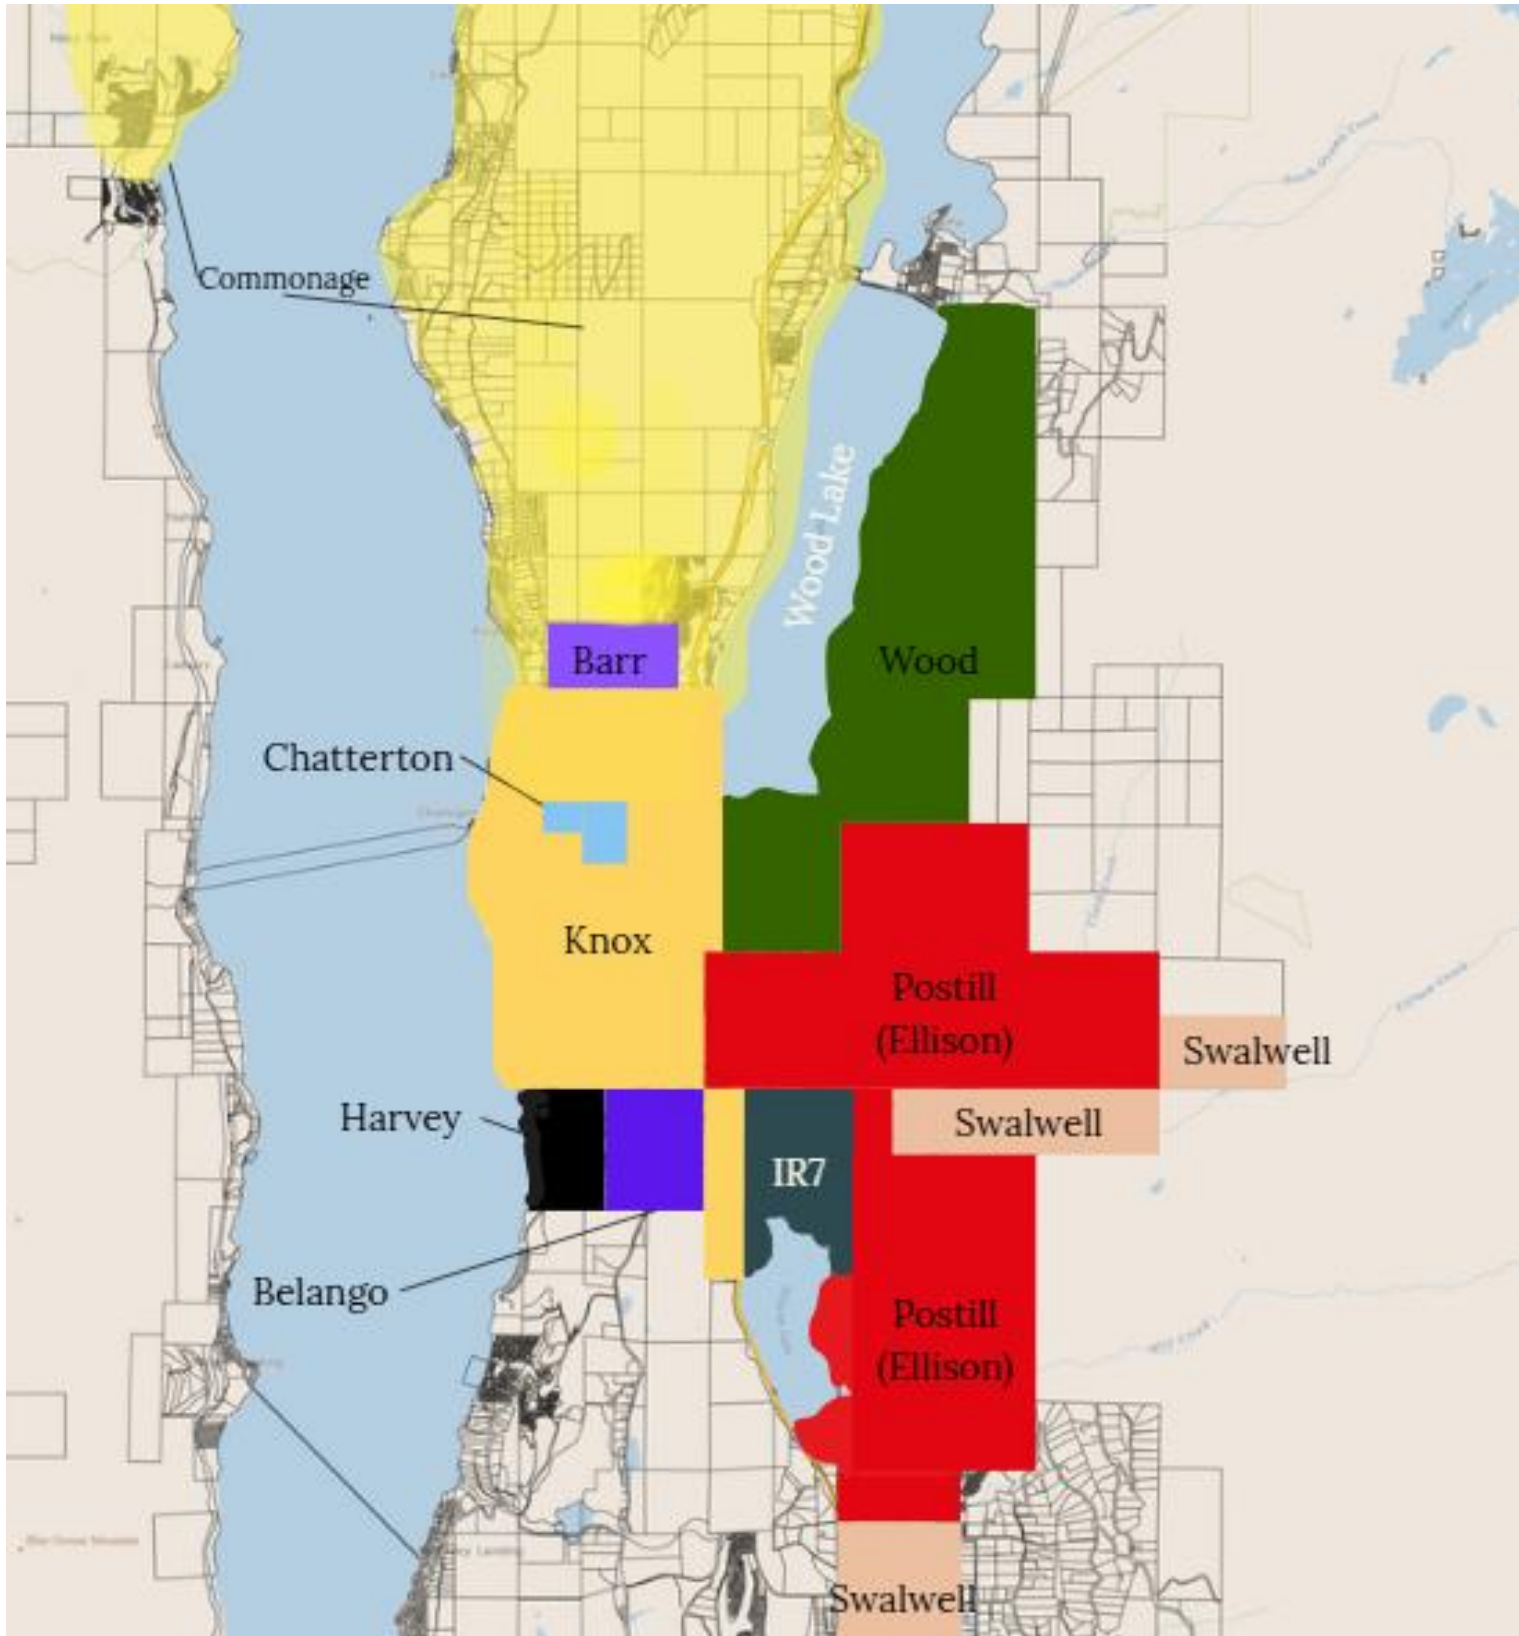 Commonage
Wood Lake
Barr
Wood
Chatterton
Knox
Postill
(Ellison)
Swalwell
Harvey
Swalwell
IR7
Belango
Postill
(Ellison)
Swalwell